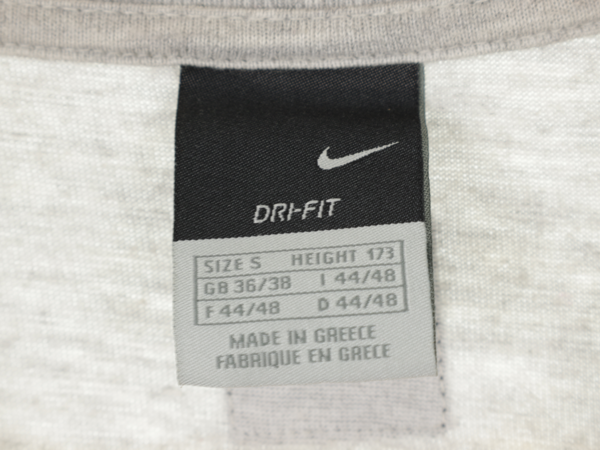 DRI-FIT
SIZE S HEIGHT 173
GB 36/38 I 44/48
F 44/48 D 44/48
MADE IN GREECE
FABRIQUE EN GRECE